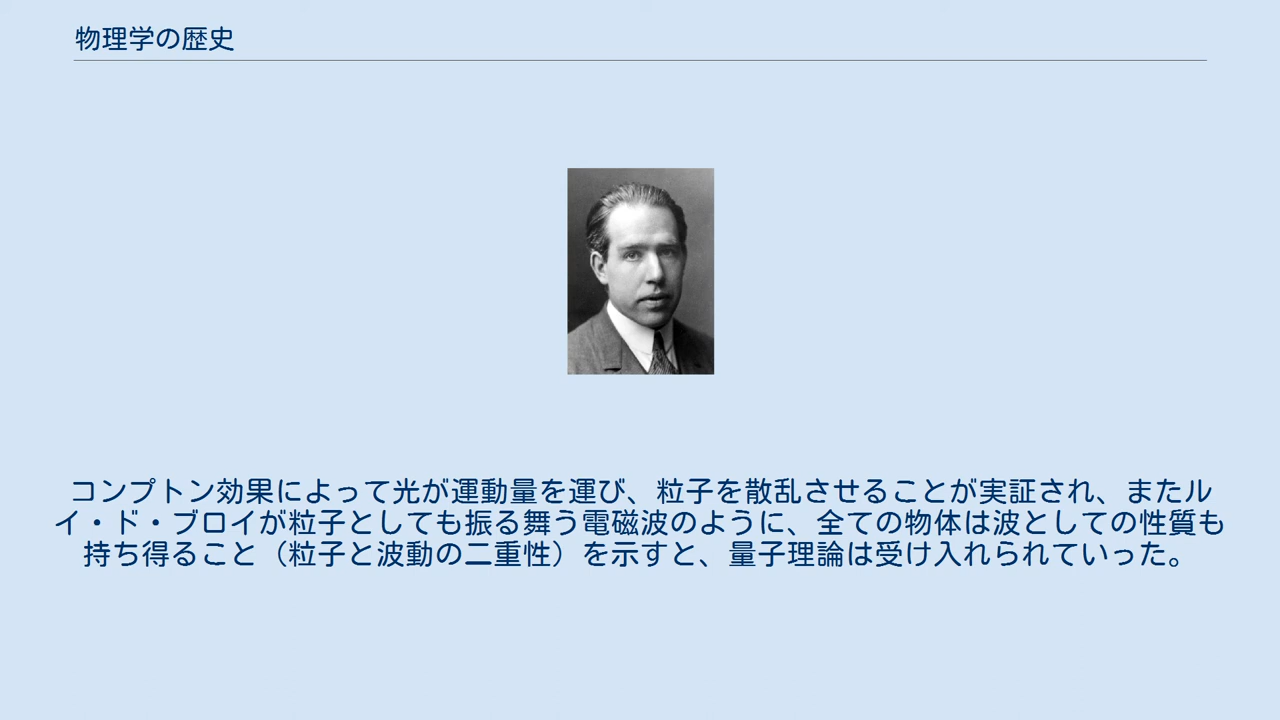 物理学の歴史
コンプトン効果によって光が運動量を運び、粒子を散乱させることが実証され、またル
イ・ド・ブロイが粒子としても振る舞う電磁波のように、全ての物体は波としての性質も
持ち得ること（粒子と波動の二重性）を示すと、量子理論は受け入れられていった。